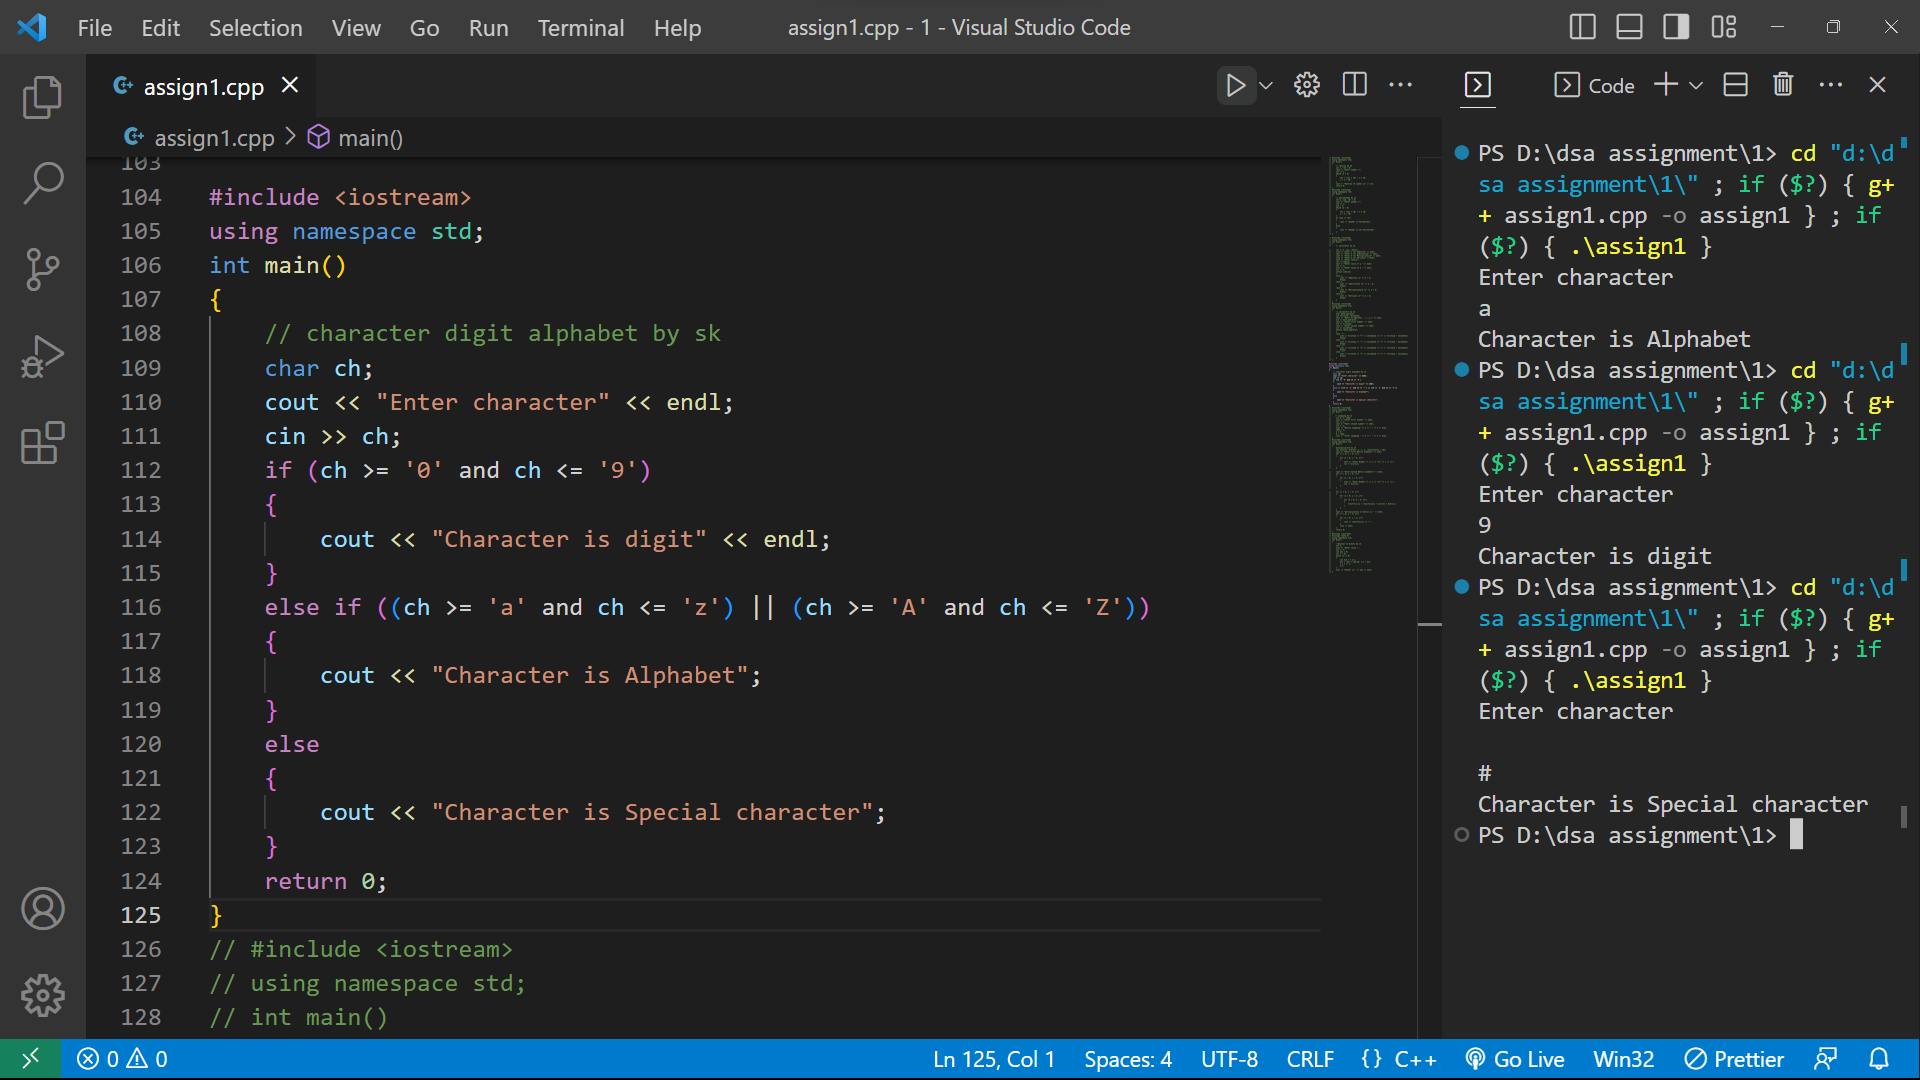 File Edit Selection View Go Run Terminal Help assign1.cpp - 1 - Visual Studio Code
assign1.cpp
assign1.cpp > main()
103
104 #include <iostream>
105 using namespace std;
106 int main()
107 {
108     // character digit alphabet by sk
109     char ch;
110     cout << "Enter character" << endl;
111     cin >> ch;
112     if (ch >= '0' and ch <= '9')
113     {
114         cout << "Character is digit" << endl;
115     }
116     else if ((ch >= 'a' and ch <= 'z') || (ch >= 'A' and ch <= 'Z'))
117     {
118         cout << "Character is Alphabet";
119     }
120     else
121     {
122         cout << "Character is Special character";
123     }
124     return 0;
125 }
126 // #include <iostream>
127 // using namespace std;
128 // int main()
Code
PS D:\dsa assignment\1> cd "d:\d
sa assignment\1\" ; if ($?) { g+
+ assign1.cpp -o assign1 } ; if
($?) { .\assign1 }
Enter character
a
Character is Alphabet
PS D:\dsa assignment\1> cd "d:\d
sa assignment\1\" ; if ($?) { g+
+ assign1.cpp -o assign1 } ; if
($?) { .\assign1 }
Enter character
9
Character is digit
PS D:\dsa assignment\1> cd "d:\d
sa assignment\1\" ; if ($?) { g+
+ assign1.cpp -o assign1 } ; if
($?) { .\assign1 }
Enter character
#
Character is Special character
PS D:\dsa assignment\1>
0 0 Ln 125, Col 1 Spaces: 4 UTF-8 CRLF {} C++ Go Live Win32 Prettier